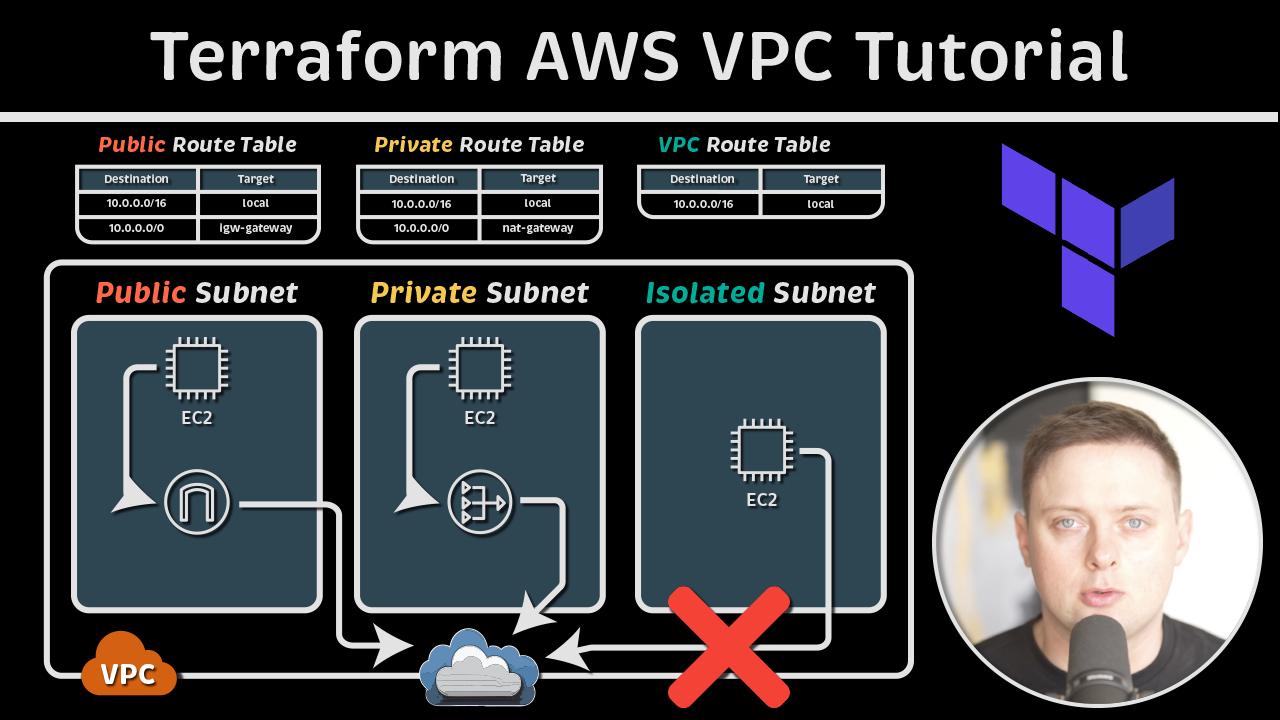 Terraform AWS VPC Tutorial
Public Route Table
Destination Target
10.0.0.0/16 local
10.0.0.0/0 igw-gateway
Private Route Table
Destination Target
10.0.0.0/16 local
10.0.0.0/0 nat-gateway
VPC Route Table
Destination Target
10.0.0.0/16 local
Public Subnet
EC2
Private Subnet
EC2
Isolated Subnet
EC2
VPC